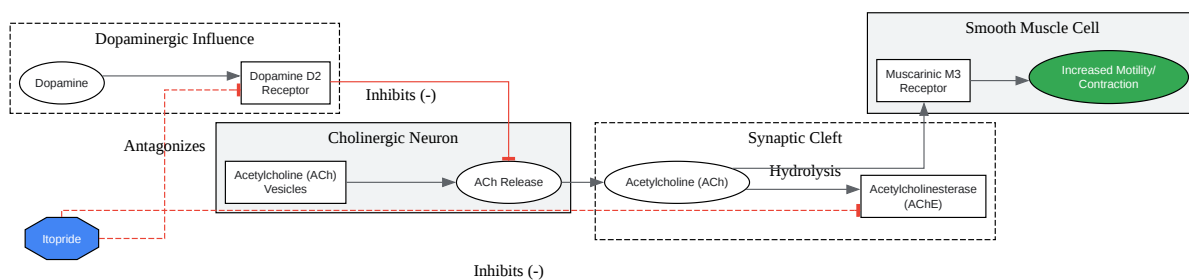 Smooth Muscle Cell
Dopaminergic Influence
Dopamine
Dopamine D2
Receptor
Inhibits (-)
Muscarinic M3
Receptor
Increased Motility/
Contraction
Antagonizes
Cholinergic Neuron
Synaptic Cleft
Acetylcholine (ACh)
Vesicles
ACh Release
Acetylcholine (ACh)
Hydrolysis
Acetylcholinesterase
(AChE)
Itopride
Inhibits (-)